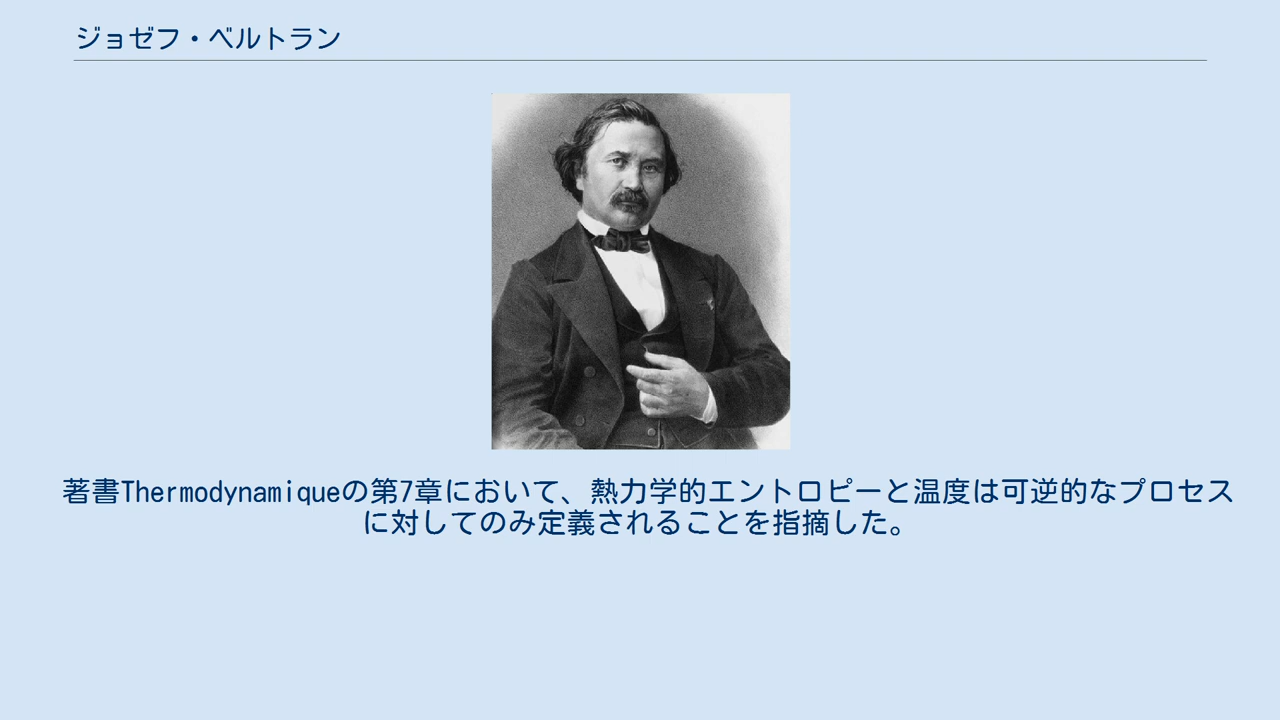 ジョゼフ・ベルトラン
著書Thermodynamiqueの第7章において、熱力学的エントロピーと温度は可逆的なプロセス
に対してのみ定義されることを指摘した。